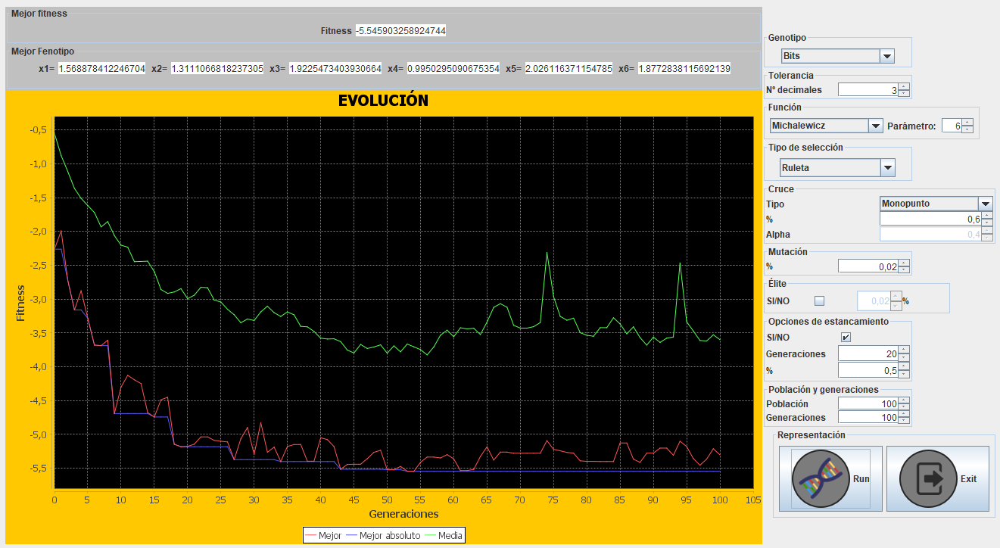 Mejor fitness
Fitness -5.545903258924744
Mejor Fenotipo
x1= 1.568878412246704 x2= 1.3111066818237305 x3= 1.9225473403930664 x4= 0.9950295090675354 x5= 2.026116371154785 x6= 1.8772838115692139
EVOLUCIÓN
-0,5
-1,0
-1,5
-2,0
-2,5
-3,0
-3,5
-4,0
-4,5
-5,0
-5,5
Fitness
0 5 10 15 20 25 30 35 40 45 50 55 60 65 70 75 80 85 90 95 100 105
Generaciones
Mejor Mejor absoluto Media
Genotipo
Bits
Tolerancia
Nº decimales 3
Función
Michalewicz Parámetro: 6
Tipo de selección
Ruleta
Cruce
Tipo Monopunto
% 0,6
Alpha 0,4
Mutación
% 0,02
Élite
SI/NO 0,02 %
Opciones de estancamiento
SI/NO
Generaciones 20
% 0,5
Población y generaciones
Población 100
Generaciones 100
Representación
Run Exit